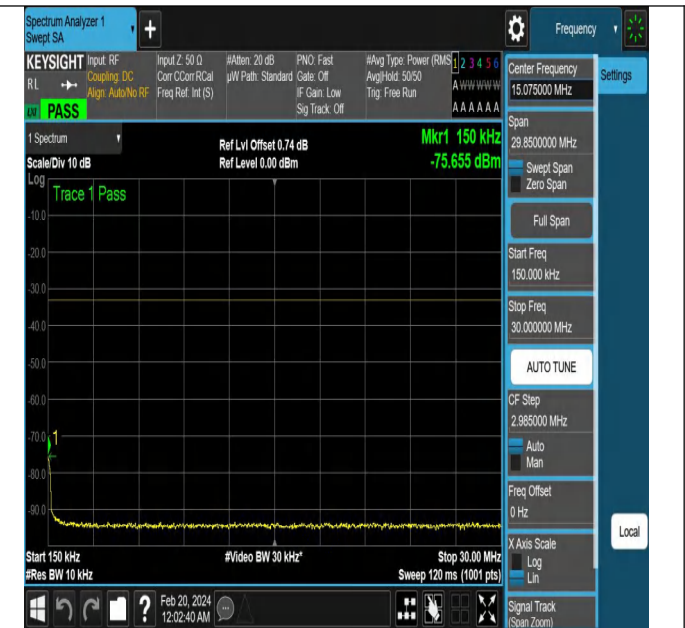 Spectrum Analyzer 1
Swept SA
+
Frequency
KEYSIGHT
RL
PASS
Input: RF
Coupling: DC
Align: Auto/No RF
Input Z: 50 Ω
Corr CCorr RCal
Freq Ref: Int (S)
#Atten: 20 dB
µW Path: Standard
PNO: Fast
Gate: Off
IF Gain: Low
Sig Track: Off
#Avg Type: Power (RMS
Avg|Hold: 50/50
Trig: Free Run
1 2 3 4 5 6
A W W W W W
A A A A A A
Center Frequency
15.075000 MHz
Settings
1 Spectrum
Ref Lvl Offset 0.74 dB
Mkr1 150 kHz
Scale/Div 10 dB
Ref Level 0.00 dBm
-75.655 dBm
Log
Trace 1 Pass
-10.0
-20.0
-30.0
-40.0
-50.0
-60.0
-70.0
1
-80.0
-90.0
Start 150 kHz
#Video BW 30 kHz*
Stop 30.00 MHz
#Res BW 10 kHz
Sweep 120 ms (1001 pts)
Span
29.8500000 MHz
Swept Span
Zero Span
Full Span
Start Freq
150.000 kHz
Stop Freq
30.000000 MHz
AUTO TUNE
CF Step
2.985000 MHz
Auto
Man
Freq Offset
0 Hz
X Axis Scale
Log
Lin
Local
Signal Track
(Span Zoom)
?
Feb 20, 2024
12:02:40 AM